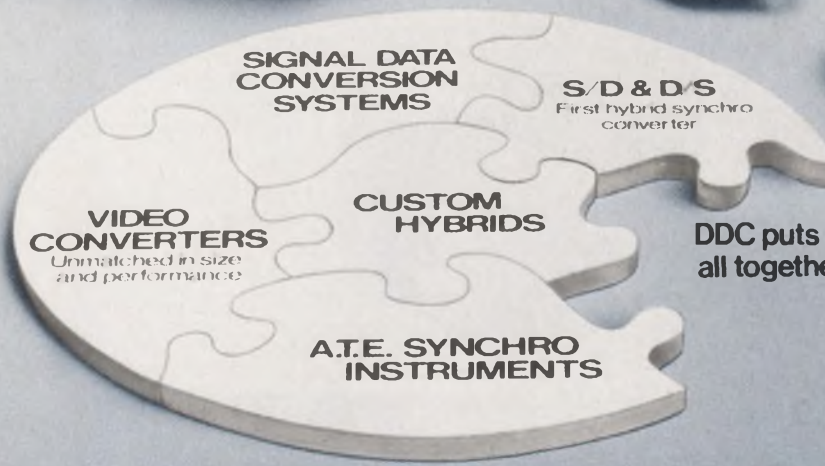 SIGNAL DATA
CONVERSION
SYSTEMS
S/D & D/S
First hybrid synchro
converter
VIDEO
CONVERTERS
Unmatched in size
and performance
CUSTOM
HYBRIDS
DDC puts
all togethe
A.T.E. SYNCHRO
INSTRUMENTS